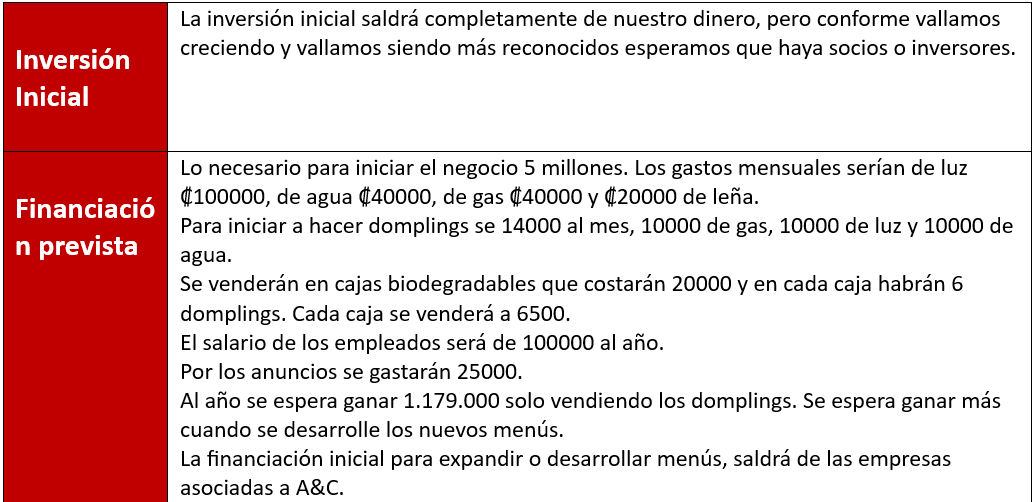 Inversión
Inicial
La inversión inicial saldrá completamente de nuestro dinero, pero conforme vallamos
creciendo y vallamos siendo más reconocidos esperamos que haya socios o inversores.
Financiació
n prevista
Lo necesario para iniciar el negocio 5 millones. Los gastos mensuales serían de luz
₡100000, de agua ₡40000, de gas ₡40000 y ₡20000 de leña.
Para iniciar a hacer domplings se 14000 al mes, 10000 de gas, 10000 de luz y 10000 de
agua.
Se venderán en cajas biodegradables que costarán 20000 y en cada caja habrán 6
domplings. Cada caja se venderá a 6500.
El salario de los empleados será de 100000 al año.
Por los anuncios se gastarán 25000.
Al año se espera ganar 1.179.000 solo vendiendo los domplings. Se espera ganar más
cuando se desarrolle los nuevos menús.
La financiación inicial para expandir o desarrollar menús, saldrá de las empresas
asociadas a A&C.